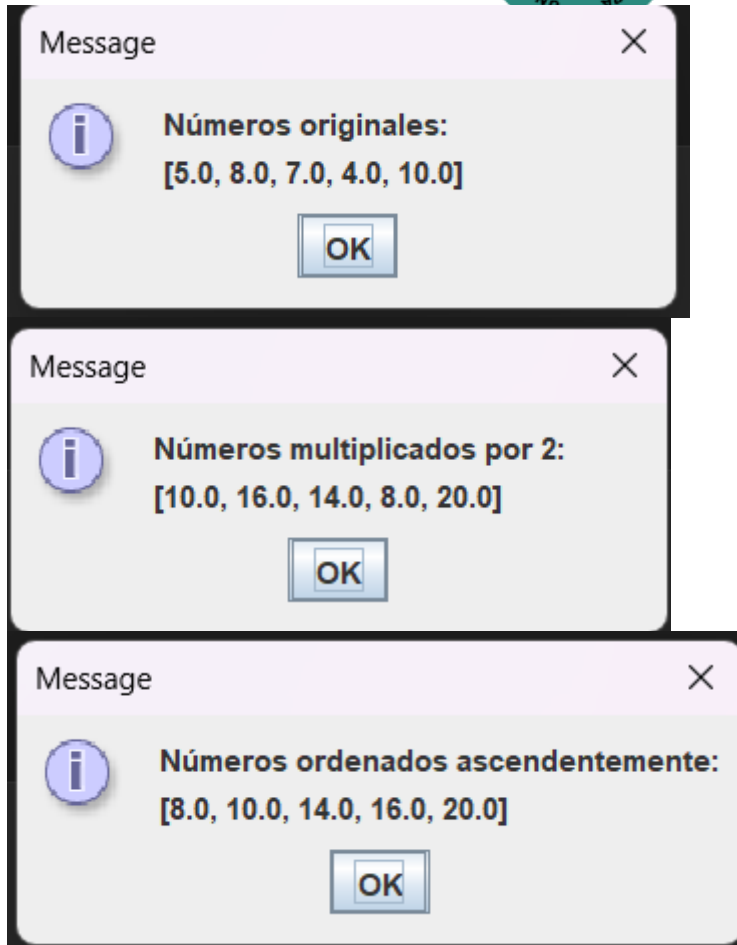 Message
Números originales:
[5.0, 8.0, 7.0, 4.0, 10.0]
OK
Message
Números multiplicados por 2:
[10.0, 16.0, 14.0, 8.0, 20.0]
OK
Message
Números ordenados ascendentemente:
[8.0, 10.0, 14.0, 16.0, 20.0]
OK